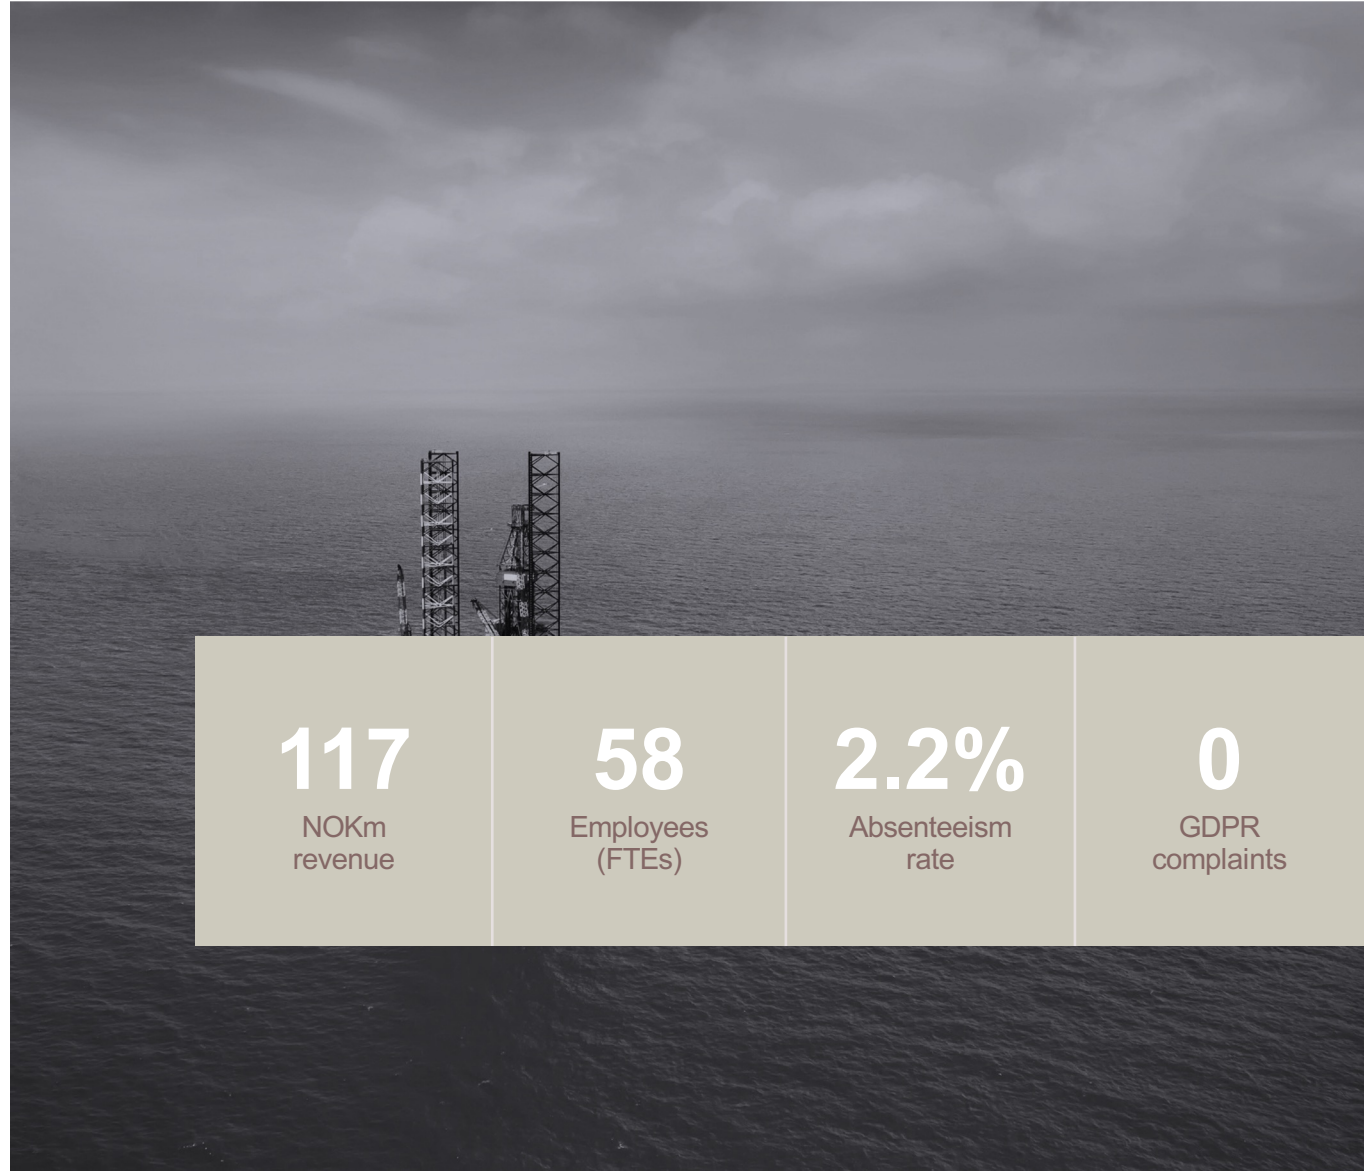 117
NOKm
revenue
58
Employees
(FTEs)
2.2%
Absenteeism
rate
0
GDPR
complaints